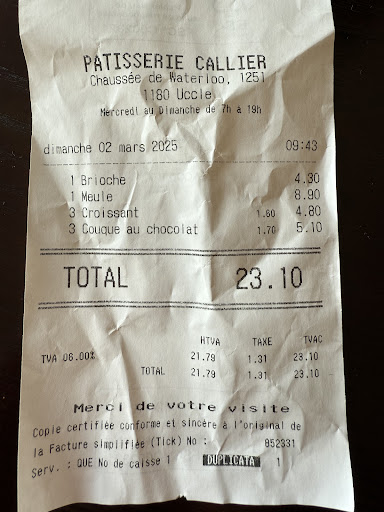 PATISSERIE CALLIER
Chaussée de Waterloo, 1251
1180 Uccle
Mercredi au Dimanche de 7h à 19h
dimanche 02 mars 2025 09:43
1 Brioche 4.30
1 Meule 8.90
3 Croissant 1.60 4.80
3 Couque au chocolat 1.70 5.10
TOTAL 23.10
HTVA TAXE TVAC
TVA 06.00% 21.79 1.31 23.10
TOTAL 21.79 1.31 23.10
Merci de votre visite
Copie certifiée conforme et sincère à l'original de
la Facture simplifiée (Tick) No : 852331
Serv. : QUE No de caisse 1 DUPLICATA 1